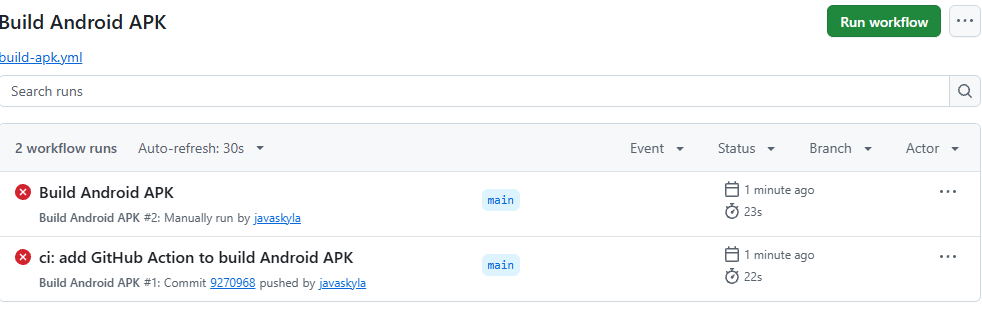 Build Android APK
Run workflow
build-apk.yml
Search runs
2 workflow runs Auto-refresh: 30s Event Status Branch Actor
Build Android APK main 1 minute ago
Build Android APK #2: Manually run by javaskyla 23s
ci: add GitHub Action to build Android APK main 1 minute ago
Build Android APK #1: Commit 9270968 pushed by javaskyla 22s